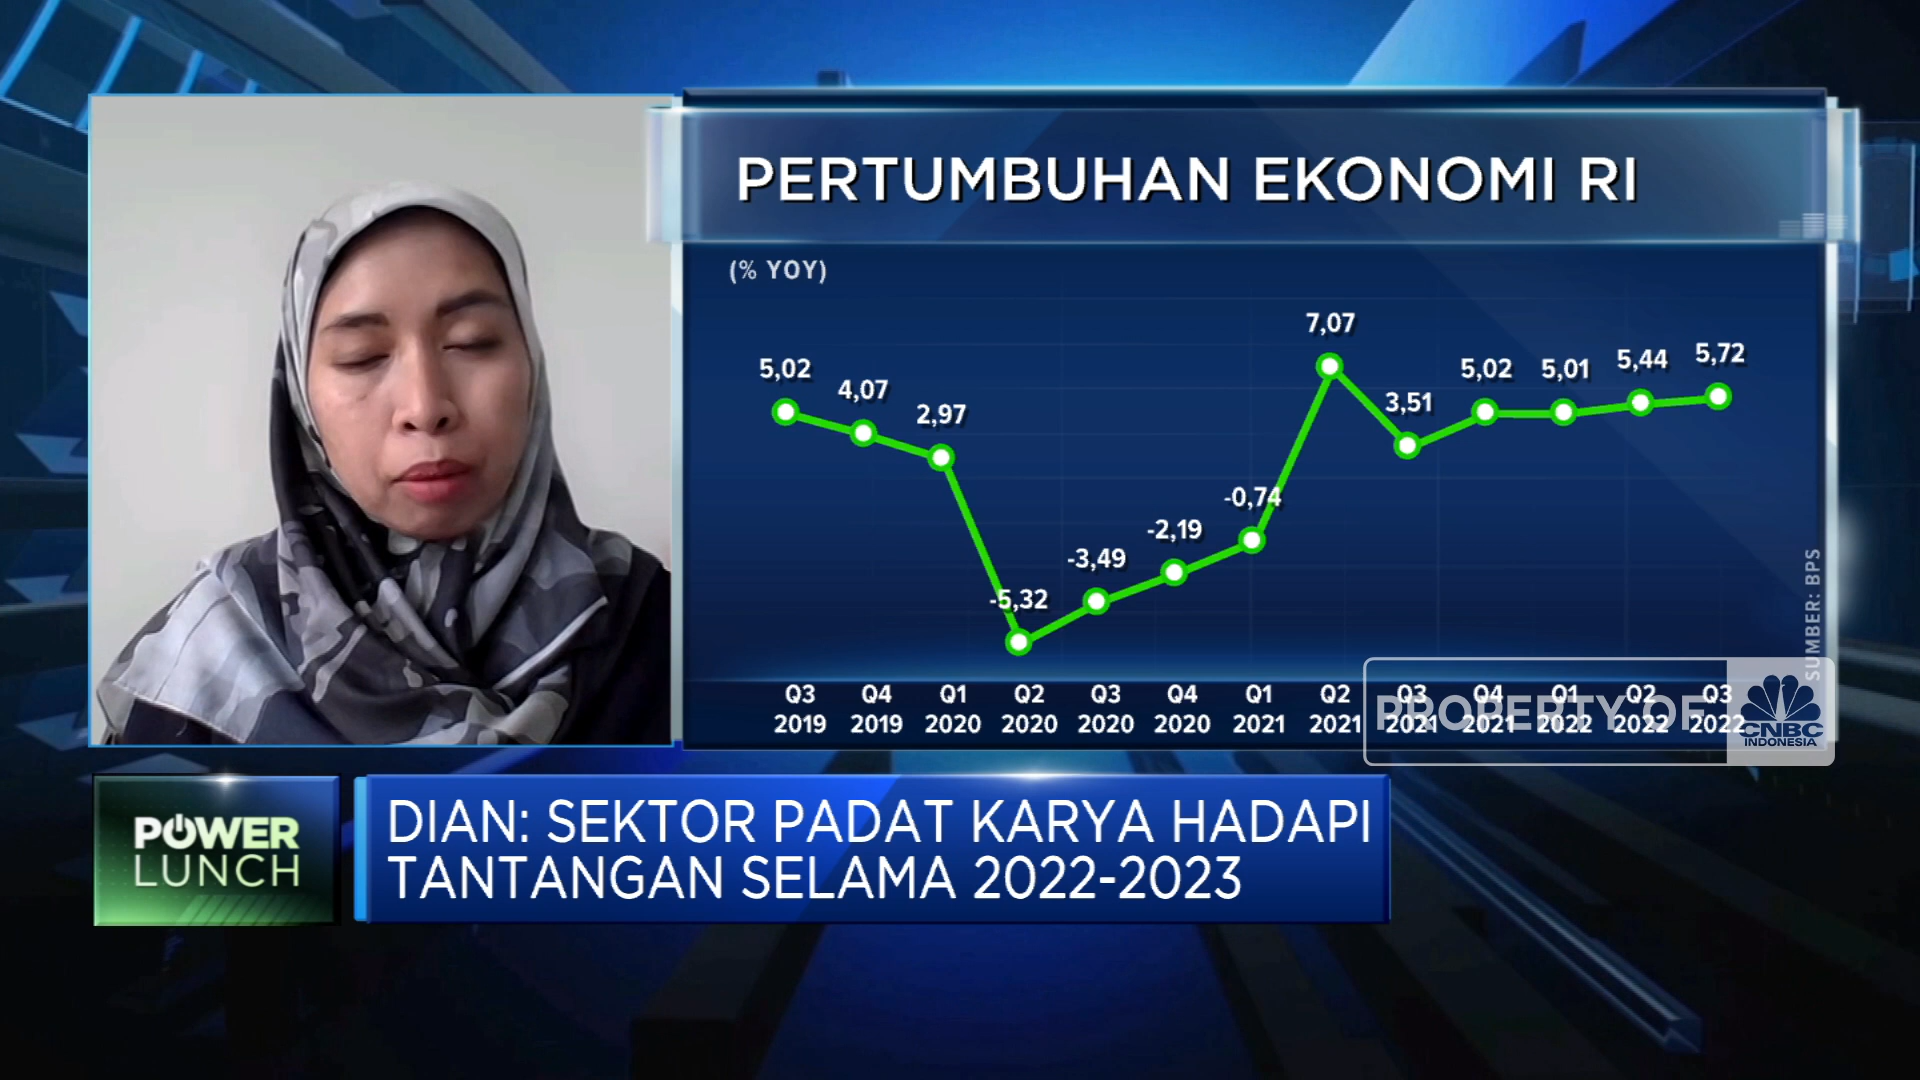 PERTUMBUHAN EKONOMI RI
(% YOY)
5,02
4,07
2,97
-5,32
-3,49
-2,19
-0,74
7,07
3,51
5,02
5,01
5,44
5,72
Q3 Q4 Q1 Q2 Q3 Q4 Q1 Q2 Q3 Q4 Q1 Q2 Q3
2019 2019 2020 2020 2020 2020 2021 2021 2021 2021 2022 2022 2022
SUMBER: BPS
PROPERTY OF
CNBC
INDONESIA
POWER
LUNCH
DIAN: SEKTOR PADAT KARYA HADAPI
TANTANGAN SELAMA 2022-2023